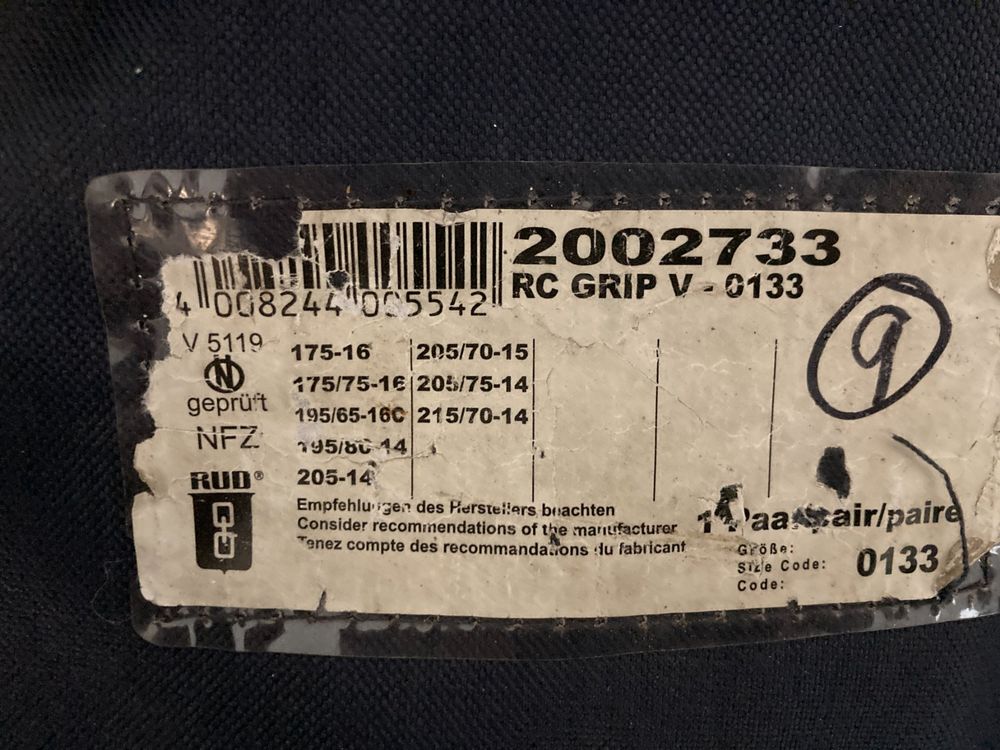 2002733
RC GRIP V - 0133
4 008244 005542
9
V 5119
N
geprüft
NFZ
RUD®
175-16
175/75-16
195/65-16C
195/80-14
205-14
205/70-15
205/75-14
215/70-14
Empfehlungen des Herstellers beachten
Consider recommendations of the manufacturer
Tenez compte des recommandations du fabricant
1 Paar/pair/paire
Größe:
Size Code:
Code:
0133